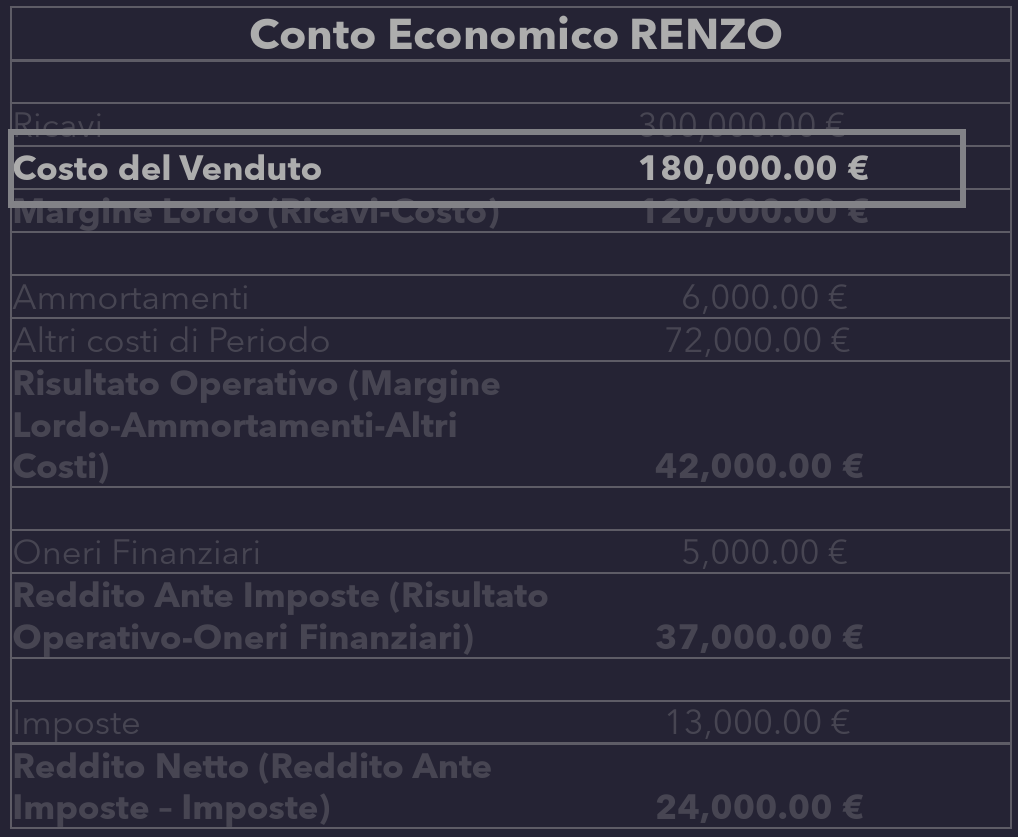 Conto Economico RENZO
Ricavi 300,000.00 €
Costo del Venduto 180,000.00 €
Margine Lordo (Ricavi-Costo) 120,000.00 €
Ammortamenti 6,000.00 €
Altri costi di Periodo 72,000.00 €
Risultato Operativo (Margine
Lordo-Ammortamenti-Altri
Costi) 42,000.00 €
Oneri Finanziari 5,000.00 €
Reddito Ante Imposte (Risultato
Operativo-Oneri Finanziari) 37,000.00 €
Imposte 13,000.00 €
Reddito Netto (Reddito Ante
Imposte – Imposte) 24,000.00 €